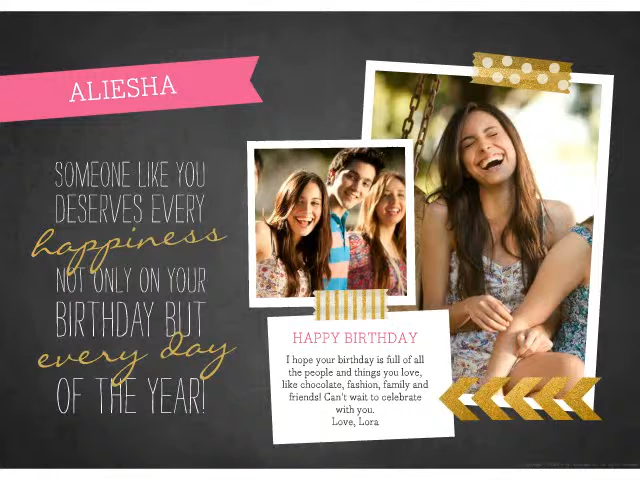 ALIESHA
SOMEONE LIKE YOU
DESERVES EVERY
happiness
NOT ONLY ON YOUR
BIRTHDAY BUT
every day
OF THE YEAR!
HAPPY BIRTHDAY
I hope your birthday is full of all
the people and things you love,
like chocolate, fashion, family and
friends! Can't wait to celebrate
with you.
Love, Lora